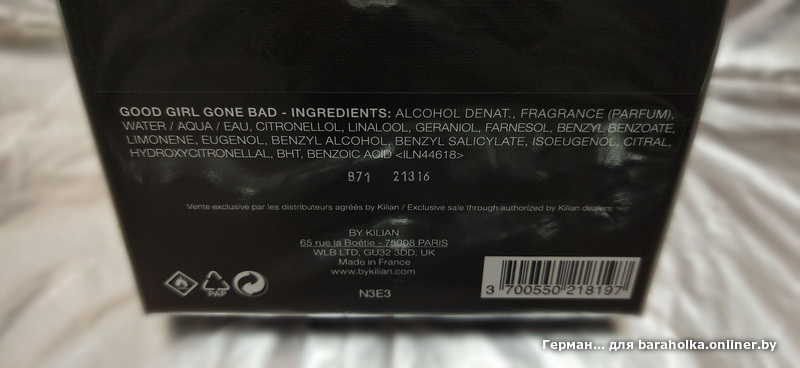 GOOD GIRL GONE BAD - INGREDIENTS: ALCOHOL DENAT., FRAGRANCE (PARFUM),
WATER / AQUA / EAU, CITRONELLOL, LINALOOL, GERANIOL, FARNESOL, BENZYL BENZOATE,
LIMONENE, EUGENOL, BENZYL ALCOHOL, BENZYL SALICYLATE, ISOEUGENOL, CITRAL,
HYDROXYCITRONELLAL, BHT, BENZOIC ACID <ILN44618>
B71 21316
Vente exclusive par les distributeurs agréés by Kilian / Exclusive sale through authorized by Kilian dealers
BY KILIAN
65 rue la Boétie - 75008 PARIS
WLB LTD, GU32 3DD, UK
Made in France
www.bykilian.com
PAP
N3E3
3 700550 218197
Герман... для baraholka.onliner.by